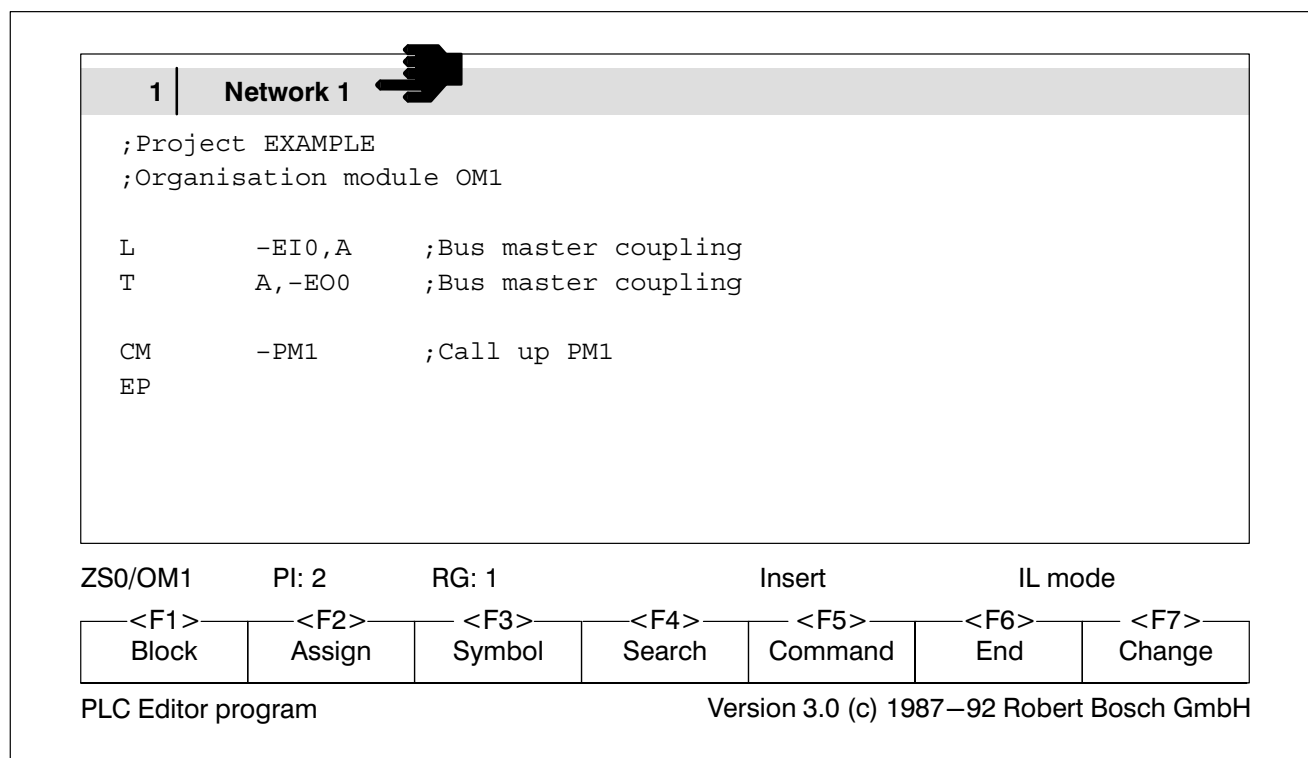 1 Network 1
;Project EXAMPLE
;Organisation module OM1
L -EI0,A ;Bus master coupling
T A,-EO0 ;Bus master coupling
CM -PM1 ;Call up PM1
EP
ZS0/OM1 PI: 2 RG: 1 Insert IL mode
<F1> <F2> <F3> <F4> <F5> <F6> <F7>
Block Assign Symbol Search Command End Change
PLC Editor program Version 3.0 (c) 1987–92 Robert Bosch GmbH